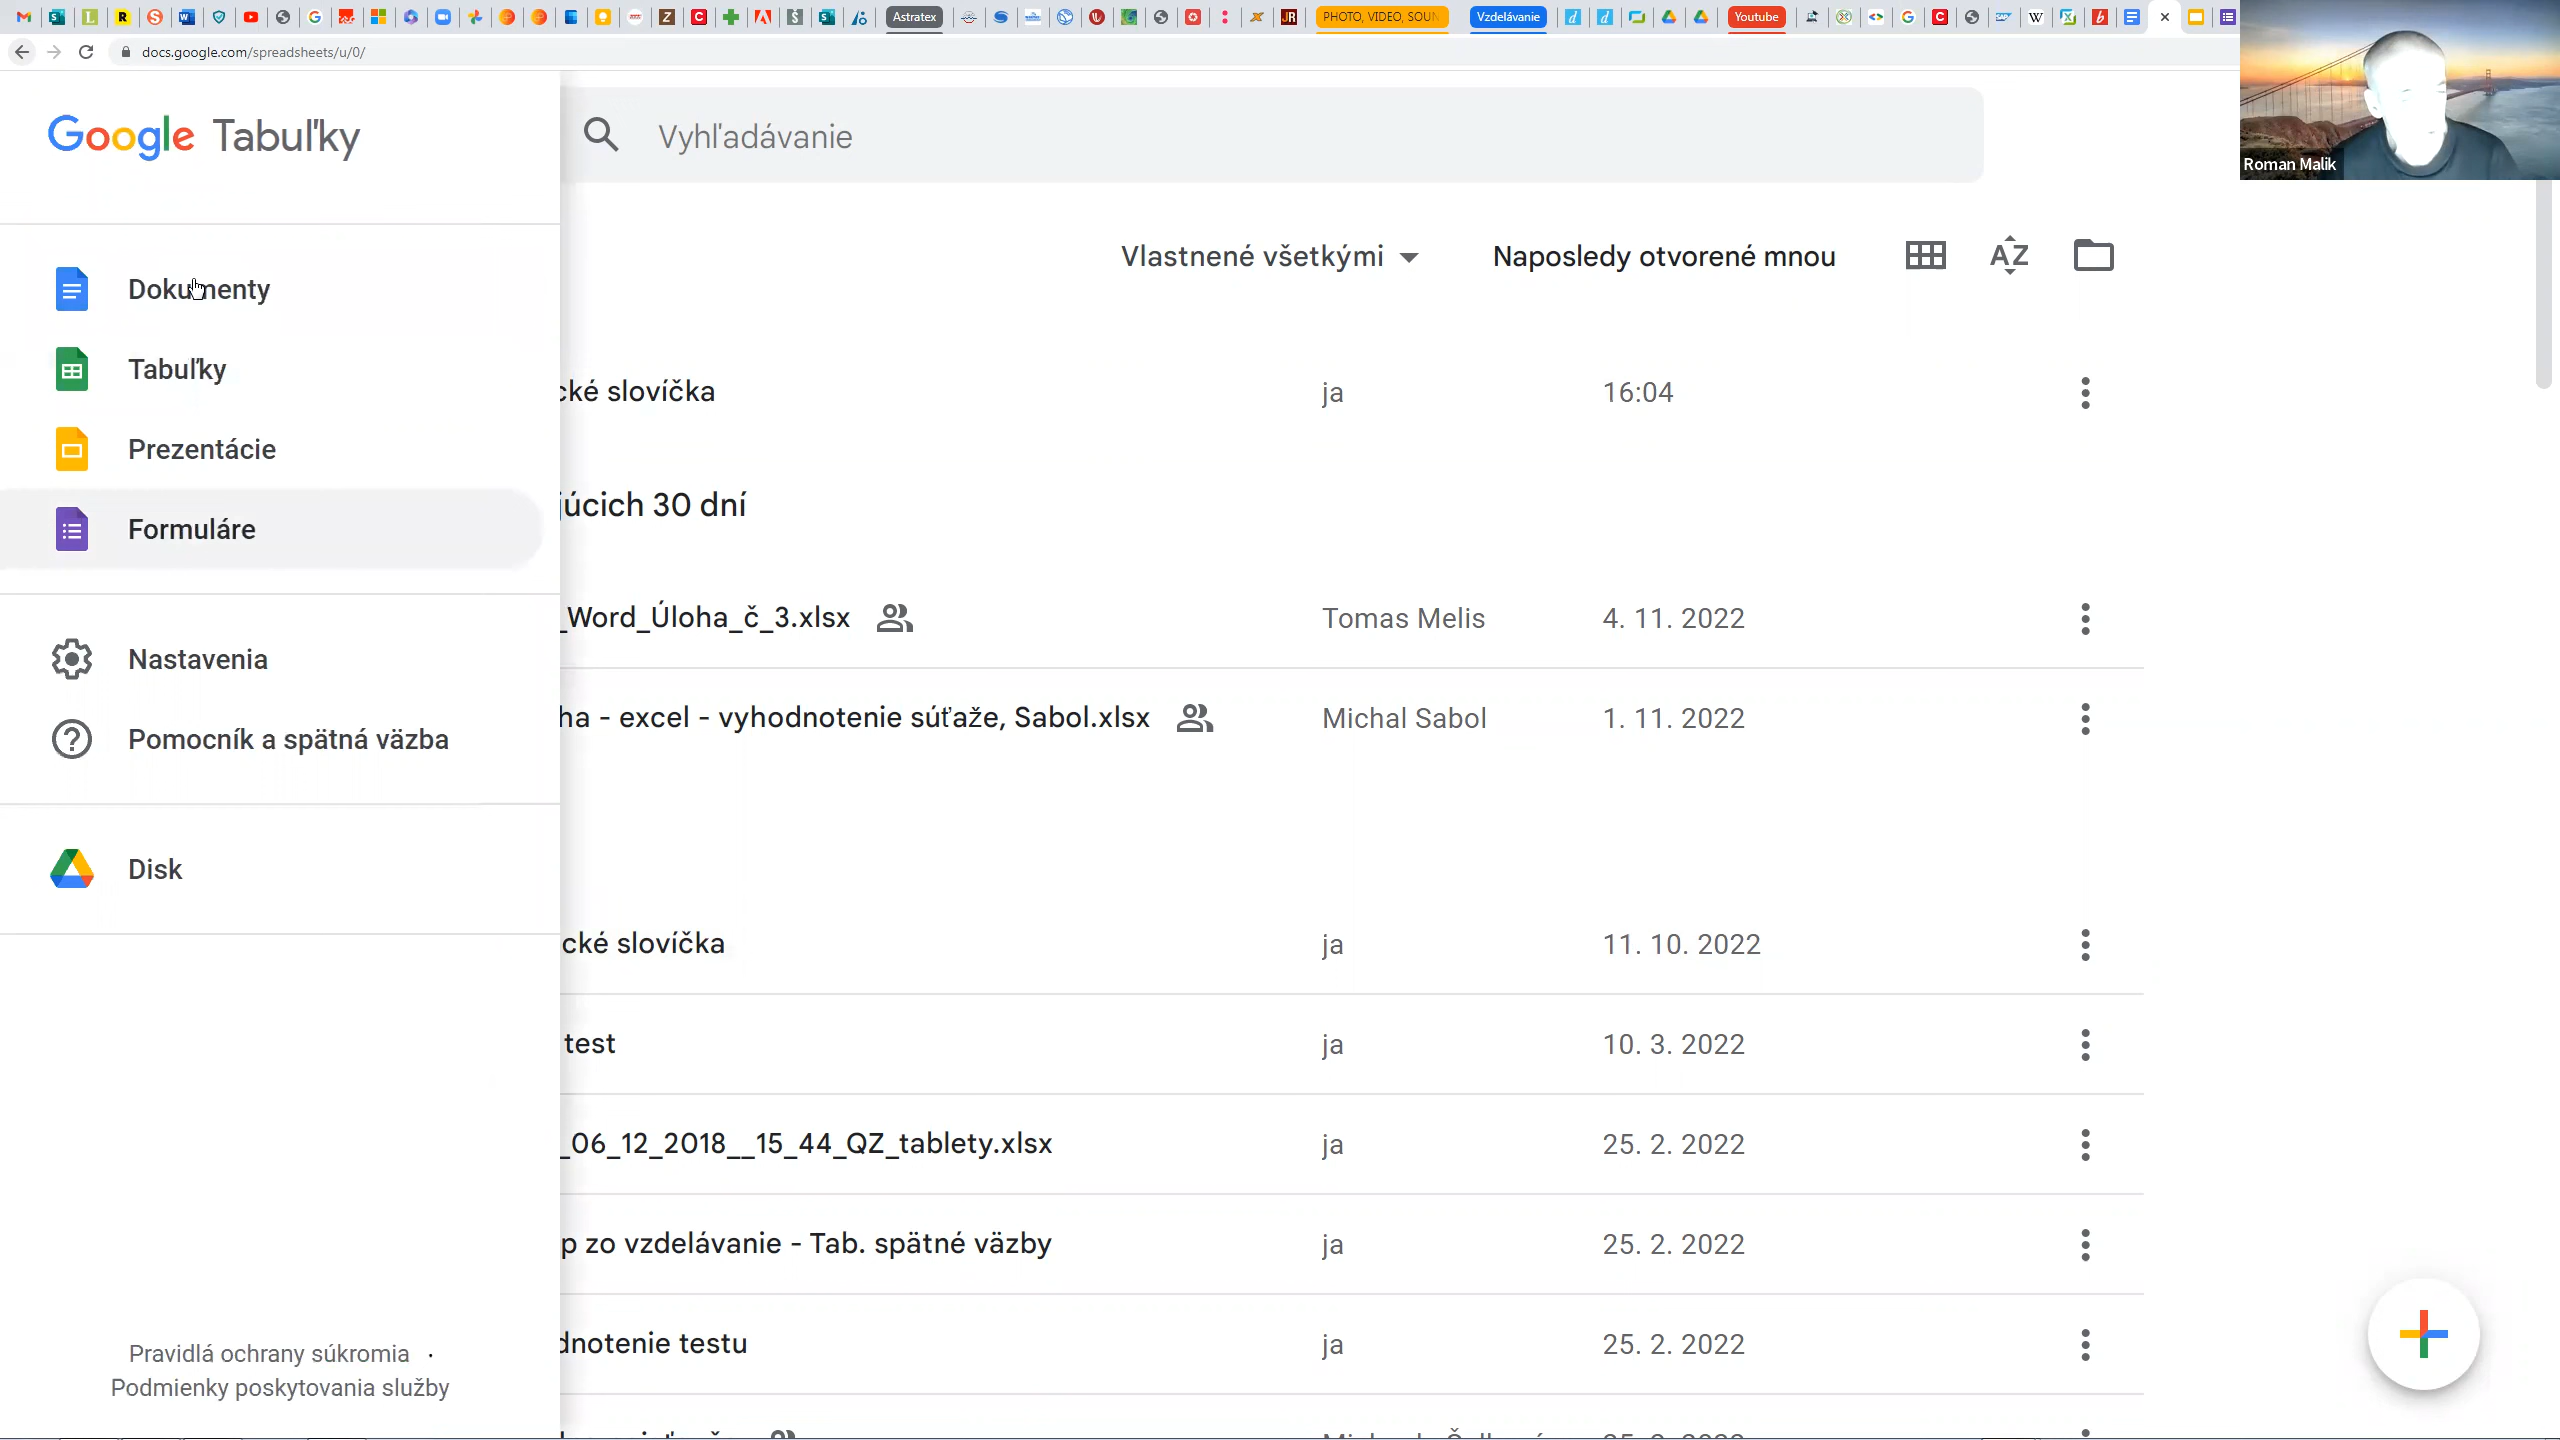 Astratex
PHOTO, VIDEO, SOUN
Vzdelávanie
Youtube
docs.google.com/spreadsheets/u/0/
Roman Malik
Google Tabuľky
Vyhľadávanie
Vlastnené všetkými
Naposledy otvorené mnou
Dokumenty
Tabuľky
Prezentácie
Formuláre
Nastavenia
Pomocník a spätná väzba
Disk
Pravidlá ochrany súkromia ·
Podmienky poskytovania služby
cké slovíčka ja 16:04
júcich 30 dní
_Word_Úloha_č_3.xlsx Tomas Melis 4. 11. 2022
ha - excel - vyhodnotenie súťaže, Sabol.xlsx Michal Sabol 1. 11. 2022
cké slovíčka ja 11. 10. 2022
test ja 10. 3. 2022
_06_12_2018__15_44_QZ_tablety.xlsx ja 25. 2. 2022
p zo vzdelávanie - Tab. spätné väzby ja 25. 2. 2022
dnotenie testu ja 25. 2. 2022